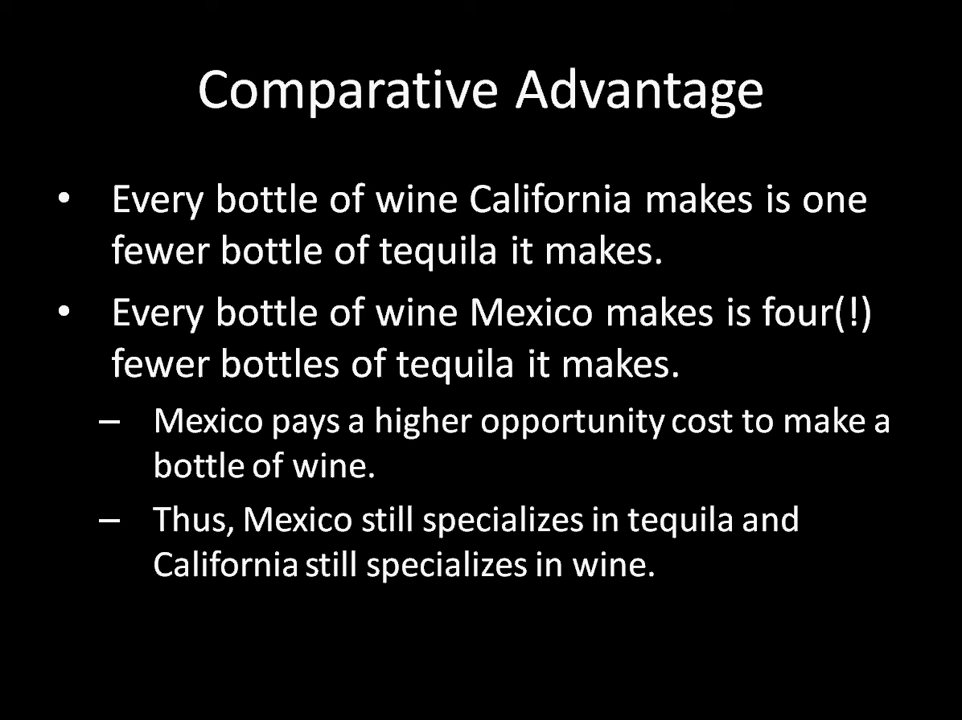 Comparative Advantage
• Every bottle of wine California makes is one
fewer bottle of tequila it makes.
• Every bottle of wine Mexico makes is four(!)
fewer bottles of tequila it makes.
– Mexico pays a higher opportunity cost to make a
bottle of wine.
– Thus, Mexico still specializes in tequila and
California still specializes in wine.